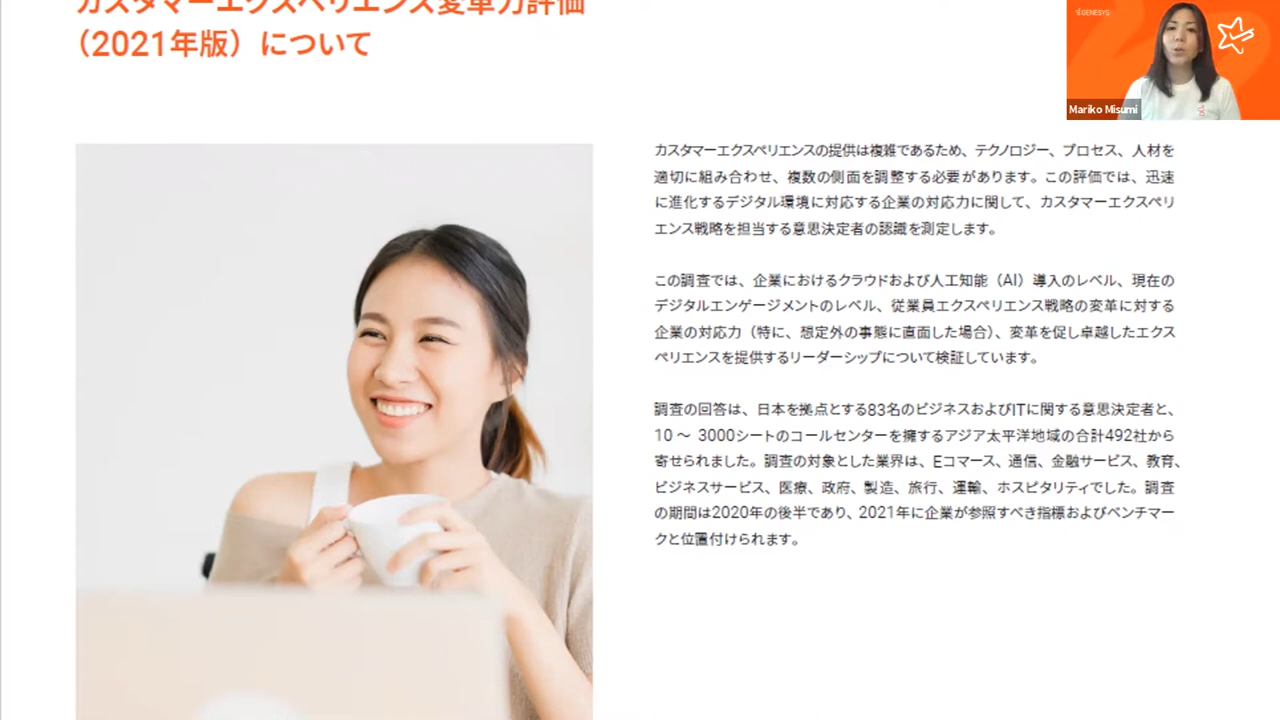 カスタマーエクスペリエンス変革力評価
（2021年版）について
GENESYS
Mariko Misumi
カスタマーエクスペリエンスの提供は複雑であるため、テクノロジー、プロセス、人材を
適切に組み合わせ、複数の側面を調整する必要があります。この評価では、迅速
に進化するデジタル環境に対応する企業の対応力に関して、カスタマーエクスペリ
エンス戦略を担当する意思決定者の認識を測定します。
この調査では、企業におけるクラウドおよび人工知能（AI）導入のレベル、現在の
デジタルエンゲージメントのレベル、従業員エクスペリエンス戦略の変革に対する
企業の対応力（特に、想定外の事態に直面した場合）、変革を促し卓越したエクス
ペリエンスを提供するリーダーシップについて検証しています。
調査の回答は、日本を拠点とする83名のビジネスおよびITに関する意思決定者と、
10 ～ 3000シートのコールセンターを擁するアジア太平洋地域の合計492社から
寄せられました。調査の対象とした業界は、Eコマース、通信、金融サービス、教育、
ビジネスサービス、医療、政府、製造、旅行、運輸、ホスピタリティでした。調査
の期間は2020年の後半であり、2021年に企業が参照すべき指標およびベンチマー
クと位置付けられます。